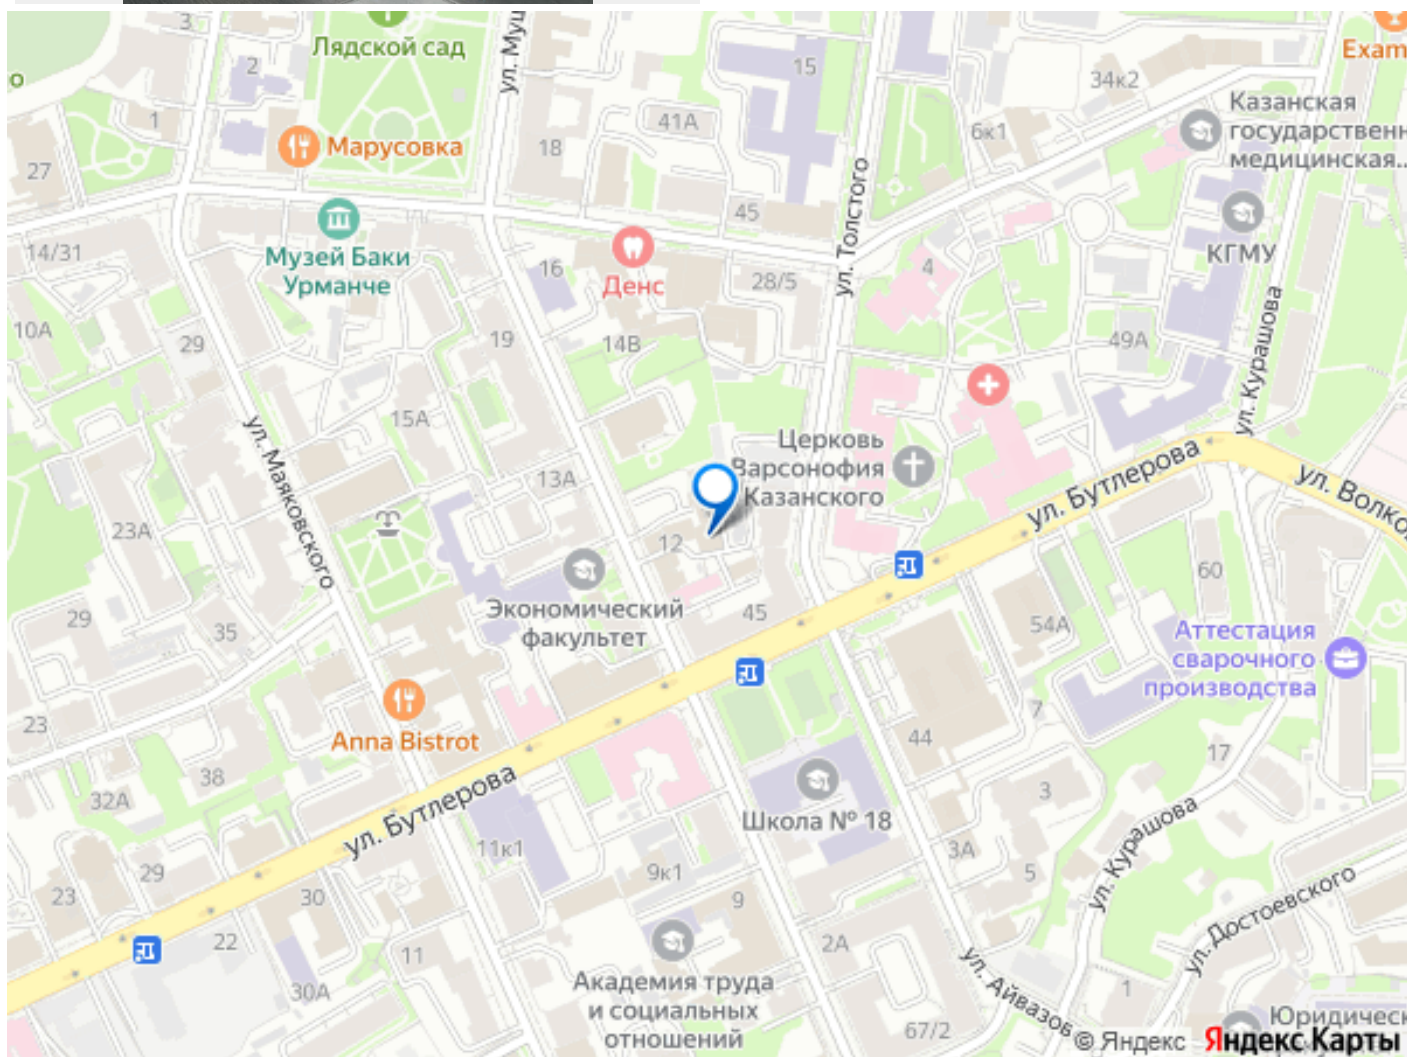 3
Лядской сад
ул. Муш
15
Exam
34к2
2
Казанская
государственн
медицинская...
41А
6к1
1
Марусовка
18
27
45
ул. Толстого
КГМУ
14/31
Музей Баки
Урманче
16
Денс
28/5
4
10А
29
19
14В
49А
ул. Курашова
15А
ул. Маяковского
Церковь
Варсонофия
Казанского
13А
ул. Бутлерова
ул. Волко
23А
12
60
Экономический
факультет
29
35
45
54А
Аттестация
сварочного
производства
23
Anna Bistrot
7
44
17
38
32А
3
ул. Бутлерова
Школа № 18
ул. Курашова
11к1
3А
29
9к1
5
23
30
9
ул. Достоевского
22
2А
11
Академия труда
и социальных
отношений
30А
ул. Айвазов
1
67/2
Юридическ
© Яндекс
Яндекс Карты